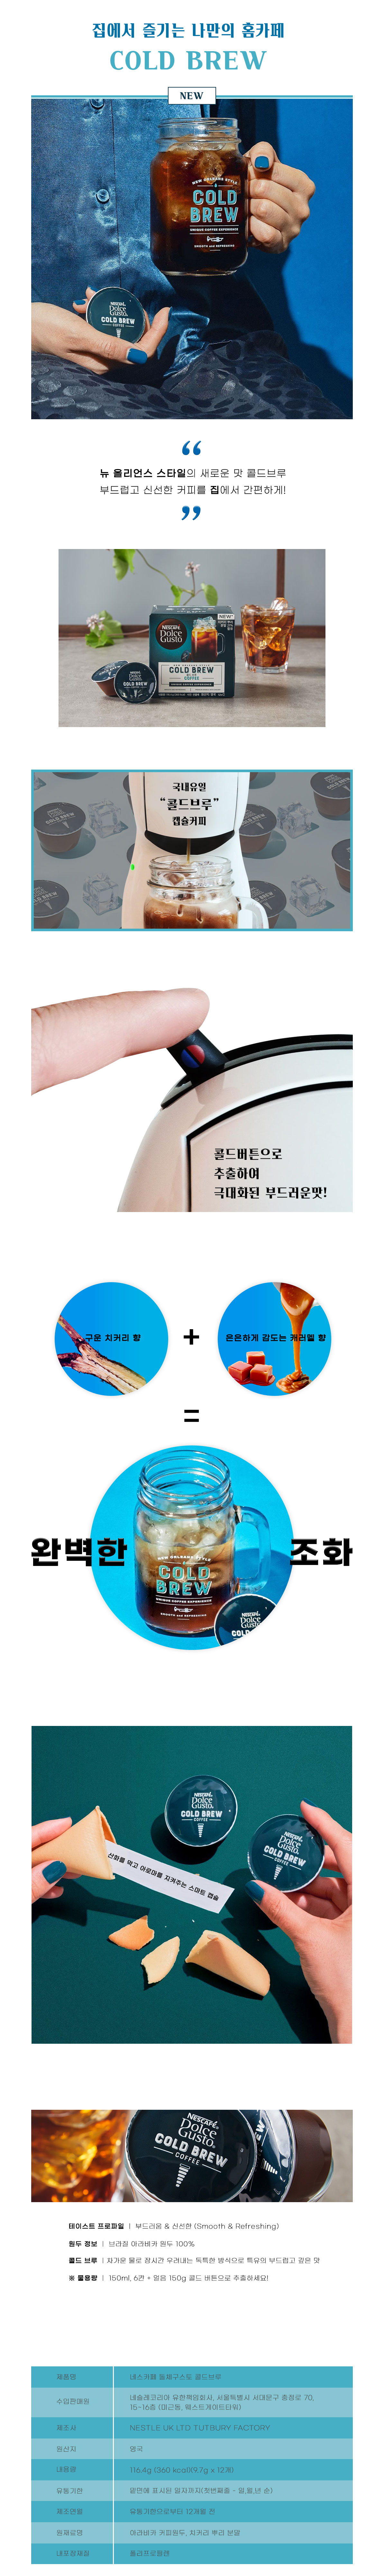 집에서 즐기는 나만의 홈카페
COLD BREW
NEW
NEW ORLEANS STYLE
COLD
BREW
UNIQUE COFFEE EXPERIENCE
SMOOTH and REFRESHING
NESCAFÉ
Dolce
Gusto
COLD BREW
COFFEE
“
뉴 올리언스 스타일의 새로운 맛 콜드브루
부드럽고 신선한 커피를 집에서 간편하게!
”
NESCAFÉ
Dolce
Gusto
NEW
COLD BREW
COFFEE
NESCAFÉ
Dolce
Gusto
COLD BREW
국내유일
“콜드브루”
캡슐커피
콜드버튼으로
추출하여
극대화된 부드러운맛!
구운 치커리 향
+
은은하게 감도는 캐러멜 향
=
완벽한
조화
NEW ORLEANS STYLE
COLD
BREW
UNIQUE COFFEE EXPERIENCE
SMOOTH and REFRESHING
NESCAFÉ
Dolce
Gusto
NESCAFÉ
Dolce
Gusto
COLD BREW
COFFEE
NESCAFÉ
Dolce
Gusto
COLD BREW
COFFEE
산화를 막고 아로마를 지켜주는 스마트 캡슐
NESCAFÉ
Dolce
Gusto
COLD BREW
COFFEE
테이스트 프로파일 | 부드러움 & 신선한 (Smooth & Refreshing)
원두 정보 | 브라질 아라비카 원두 100%
콜드 브루 | 차가운 물로 장시간 우려내는 독특한 방식으로 특유의 부드럽고 깊은 맛
※ 물용량 | 150ml, 6칸 + 얼음 150g 콜드 버튼으로 추출하세요!
제품명 네스카페 돌체구스토 콜드브루
수입판매원 네슬레코리아 유한책임회사, 서울특별시 서대문구 충정로 70,
15-16층 (미근동, 웨스트게이트타워)
제조사 NESTLE UK LTD TUTBURY FACTORY
원산지 영국
내용량 116.4g (360 kcal)(9.7g x 12개)
유통기한 밑면에 표시된 일자까지(첫번째줄 - 일,월,년 순)
제조연월 유통기한으로부터 12개월 전
원재료명 아라비카 커피원두, 치커리 뿌리 분말
내포장재질 폴리프로필렌